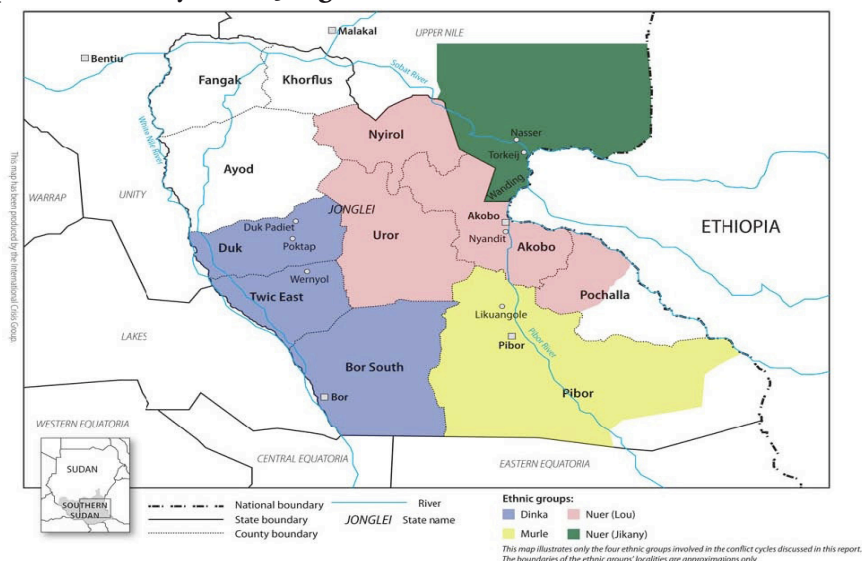 Malakal
UPPER NILE
Bentiu
Fangak
Khorflus
Sobat River
White Nile River
Nyirol
Nasser
Torkeij
Wanding
Ayod
WARRAP
UNITY
JONGLEI
ETHIOPIA
Duk Padiet
Akobo
Duk
Poktap
Uror
Nyandit
Akobo
Wernyol
Twic East
Pochalla
Likuangole
LAKES
Pibor
Pibor River
Bor South
Pibor
Bor
WESTERN EQUATORIA
CENTRAL EQUATORIA
EASTERN EQUATORIA
This map has been produced by the International Crisis Group.
SUDAN
SOUTHERN
SUDAN
National boundary
River
State boundary
JONGLEI State name
County boundary
Ethnic groups:
Dinka
Nuer (Lou)
Murle
Nuer (Jikany)
This map illustrates only the four ethnic groups involved in the conflict cycles discussed in this report.
The boundaries of the ethnic groups' localities are approximations only.